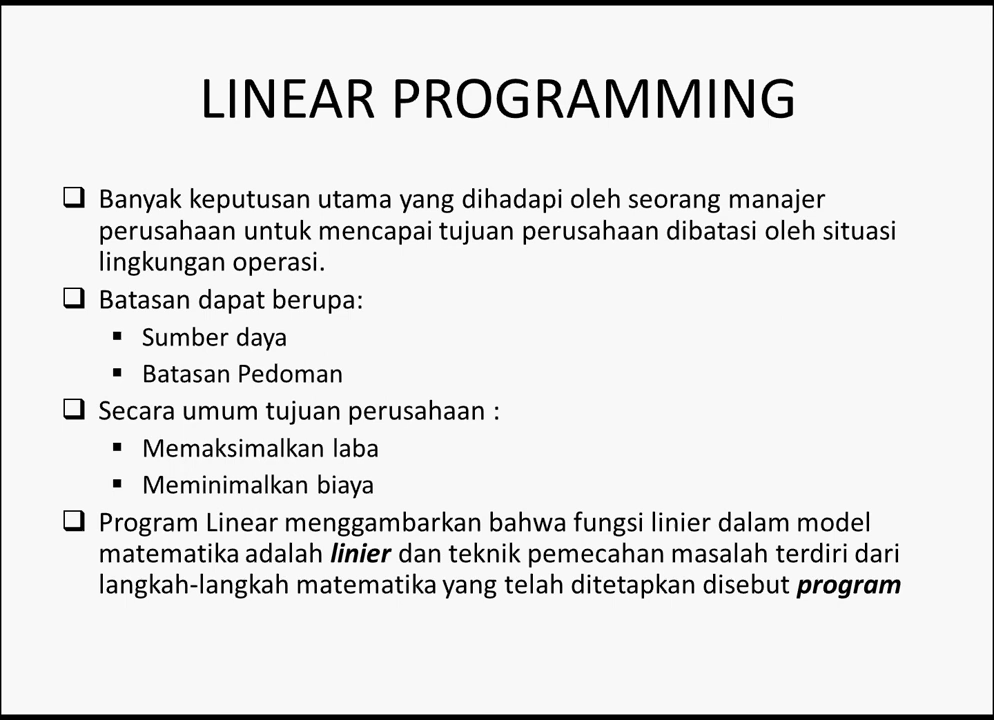 LINEAR PROGRAMMING
❑ Banyak keputusan utama yang dihadapi oleh seorang manajer
perusahaan untuk mencapai tujuan perusahaan dibatasi oleh situasi
lingkungan operasi.
❑ Batasan dapat berupa:
▪ Sumber daya
▪ Batasan Pedoman
❑ Secara umum tujuan perusahaan :
▪ Memaksimalkan laba
▪ Meminimalkan biaya
❑ Program Linear menggambarkan bahwa fungsi linier dalam model
matematika adalah linier dan teknik pemecahan masalah terdiri dari
langkah-langkah matematika yang telah ditetapkan disebut program